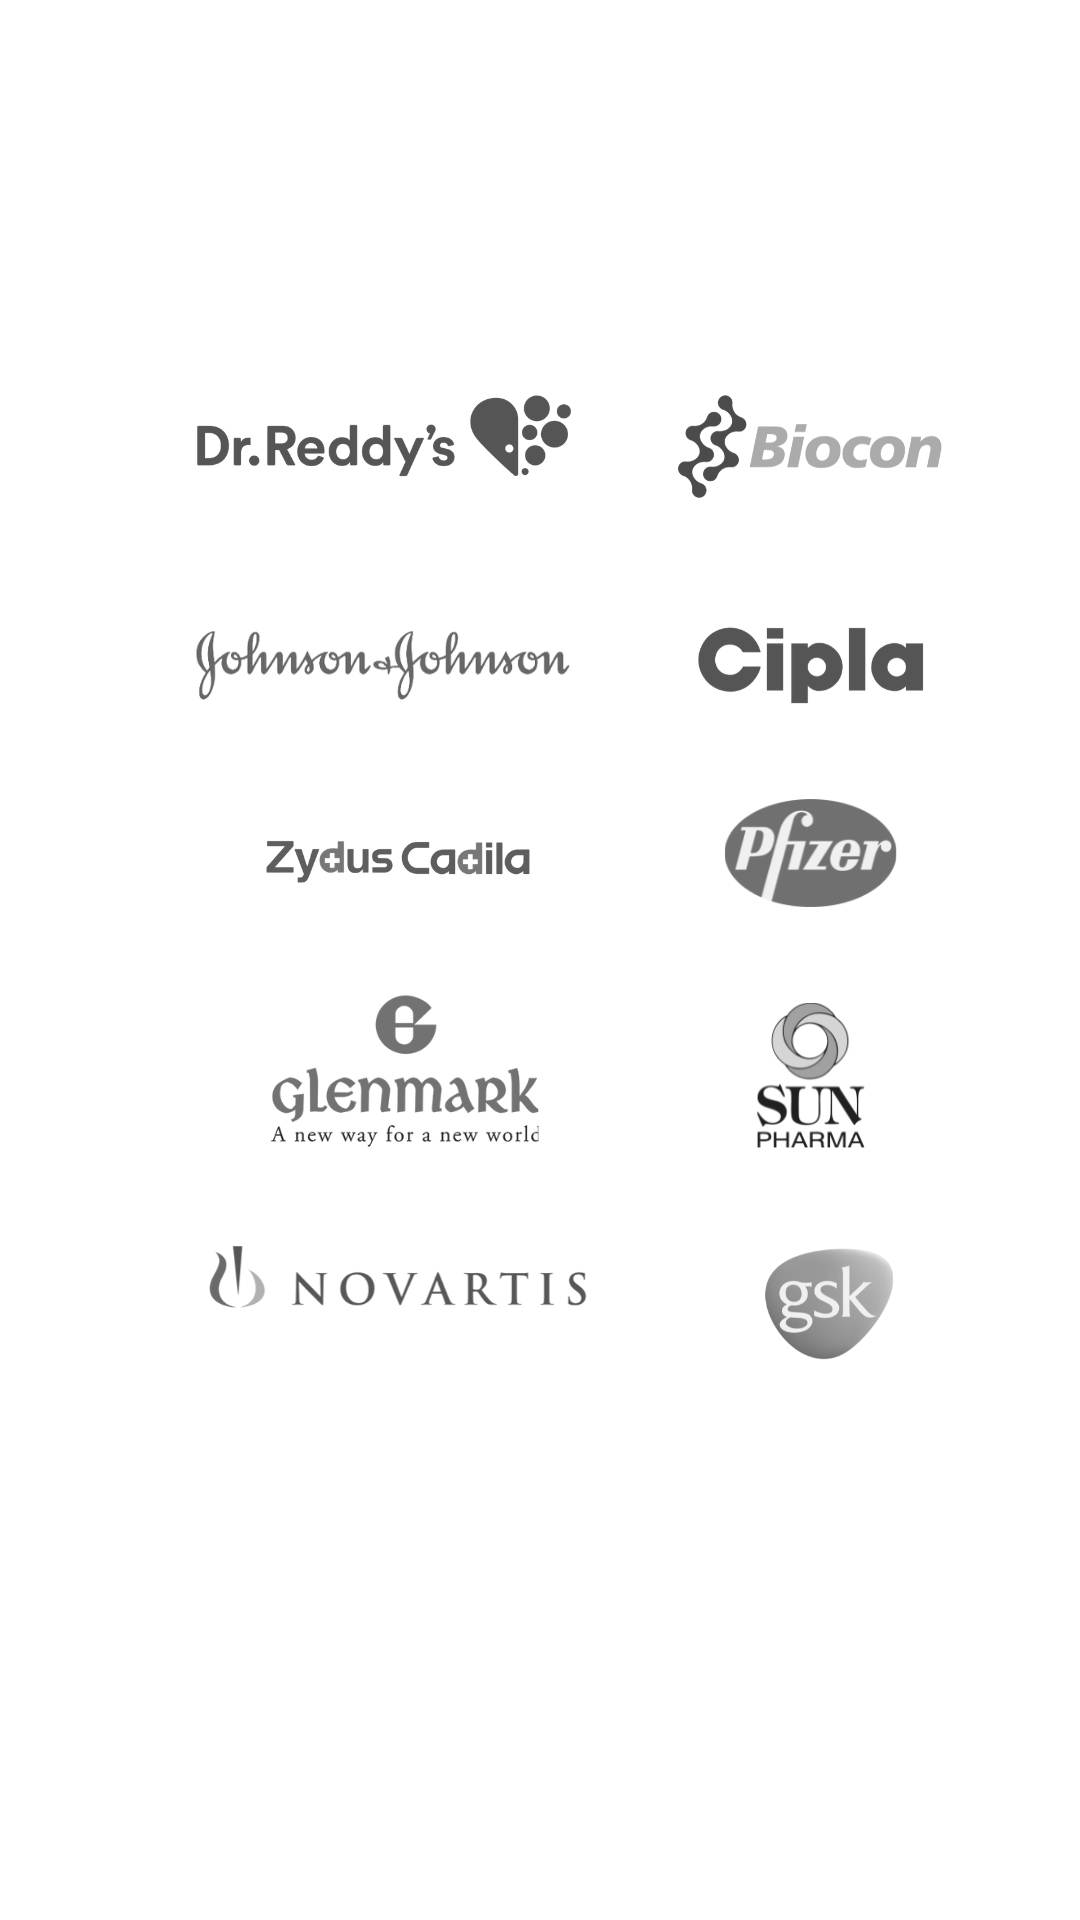 Dr.Reddy's
Biocon
Johnson & Johnson
Cipla
Zydus Cadila
Pfizer
glenmark
A new way for a new world
SUN
PHARMA
NOVARTIS
gsk